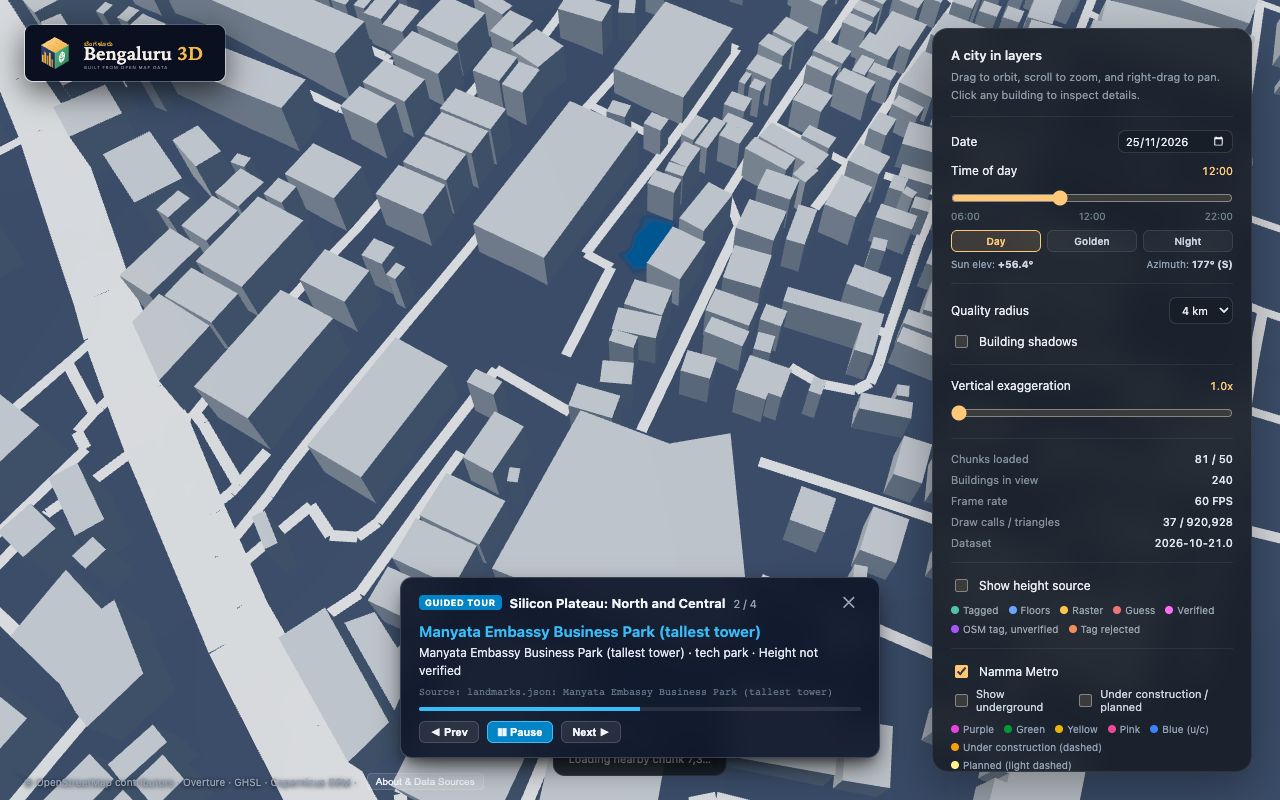 Bengaluru 3D
BUILT FROM OPEN MAP DATA
A city in layers
Drag to orbit, scroll to zoom, and right-drag to pan.
Click any building to inspect details.
Date
25/11/2026
Time of day
12:00
06:00
12:00
22:00
Day
Golden
Night
Sun elev: +56.4°
Azimuth: 177° (S)
Quality radius
4 km
Building shadows
Vertical exaggeration
1.0x
Chunks loaded
81 / 50
Buildings in view
240
Frame rate
60 FPS
Draw calls / triangles
37 / 920,928
Dataset
2026-10-21.0
Show height source
Tagged
Floors
Raster
Guess
Verified
OSM tag, unverified
Tag rejected
Namma Metro
Show
underground
Under construction /
planned
Purple
Green
Yellow
Pink
Blue (u/c)
Under construction (dashed)
Planned (light dashed)
GUIDED TOUR
Silicon Plateau: North and Central
2 / 4
Manyata Embassy Business Park (tallest tower)
Manyata Embassy Business Park (tallest tower) · tech park · Height not
verified
Source: landmarks.json: Manyata Embassy Business Park (tallest tower)
Prev
Pause
Next
Loading nearby chunk 7,3...
© OpenStreetMap contributors · Overture · GHSL ·
About & Data Sources